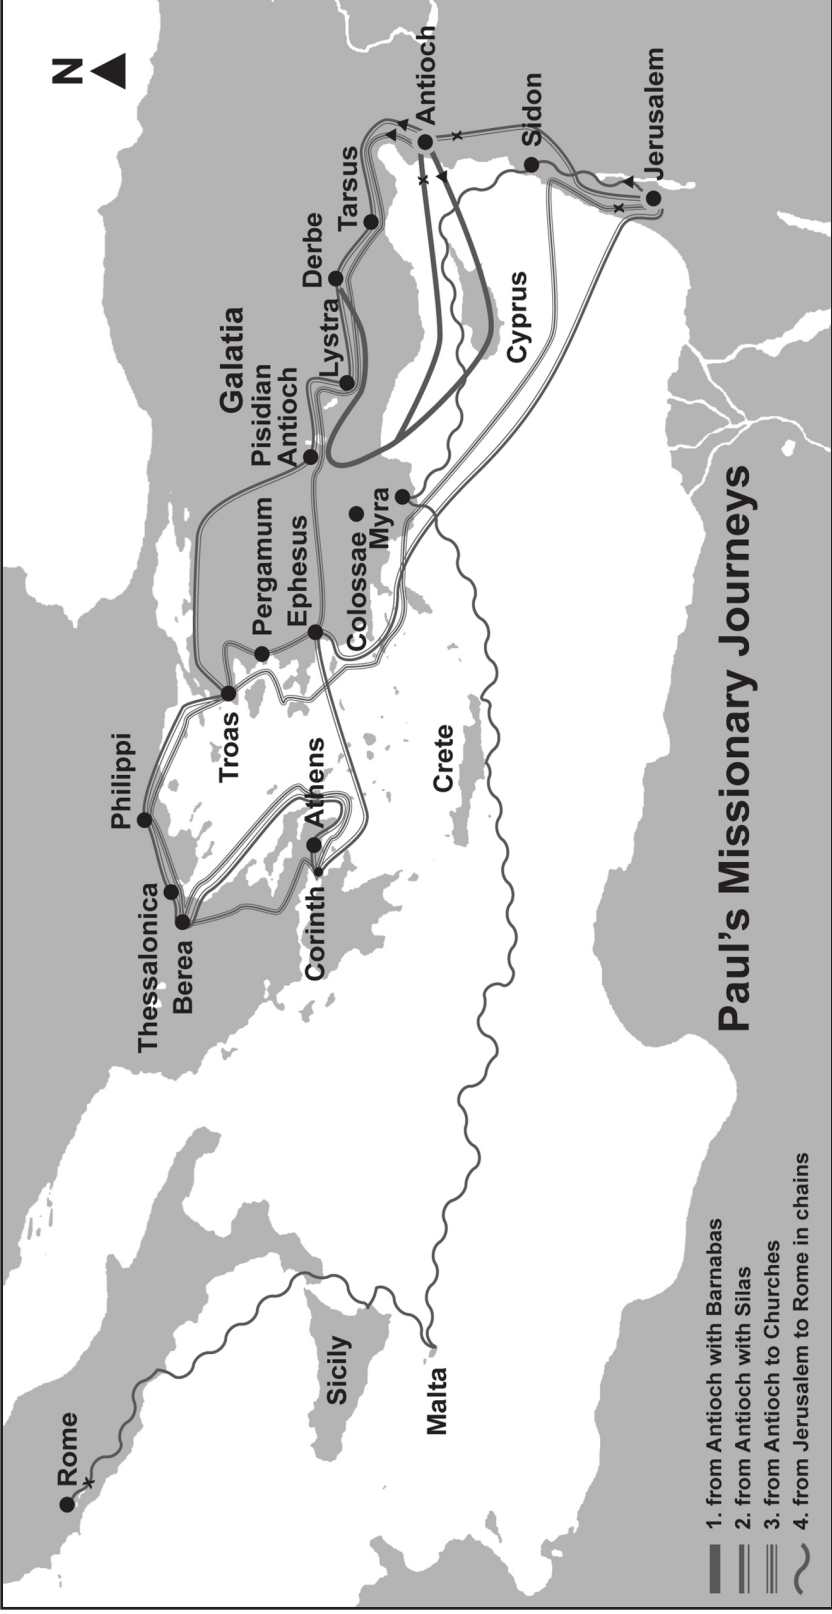 N
Rome
Sicily
Malta
Thessalonica
Berea
Corinth
Philippi
Athens
Crete
Troas
Pergamum
Ephesus
Colossae
Myra
Galatia
Pisidian
Antioch
Lystra
Derbe
Tarsus
Cyprus
Antioch
Sidon
Jerusalem
Paul's Missionary Journeys
1. from Antioch with Barnabas
2. from Antioch with Silas
3. from Antioch to Churches
4. from Jerusalem to Rome in chains